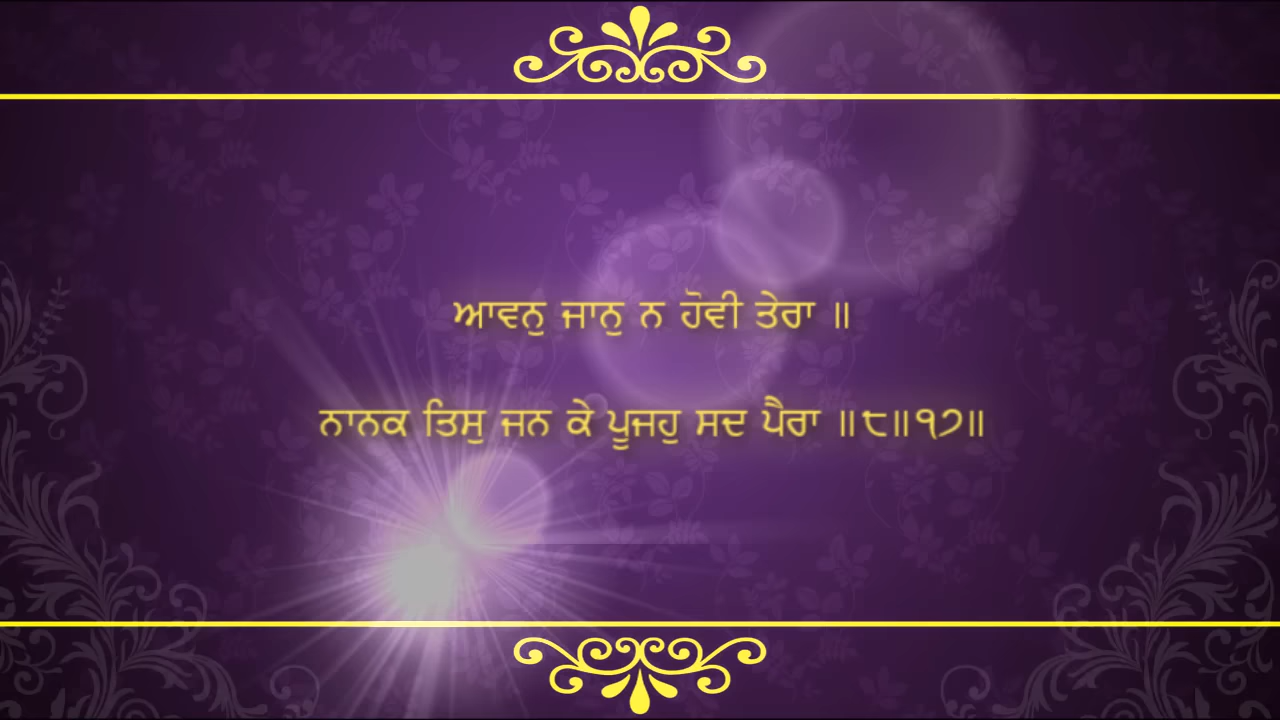 ਆਵਨੁ ਜਾਨੁ ਨ ਹੋਵੀ ਤੇਰਾ ॥
ਨਾਨਕ ਤਿਸੁ ਜਨ ਕੇ ਪੂਜਹੁ ਸਦ ਪੈਰਾ ॥੮॥੧੭॥